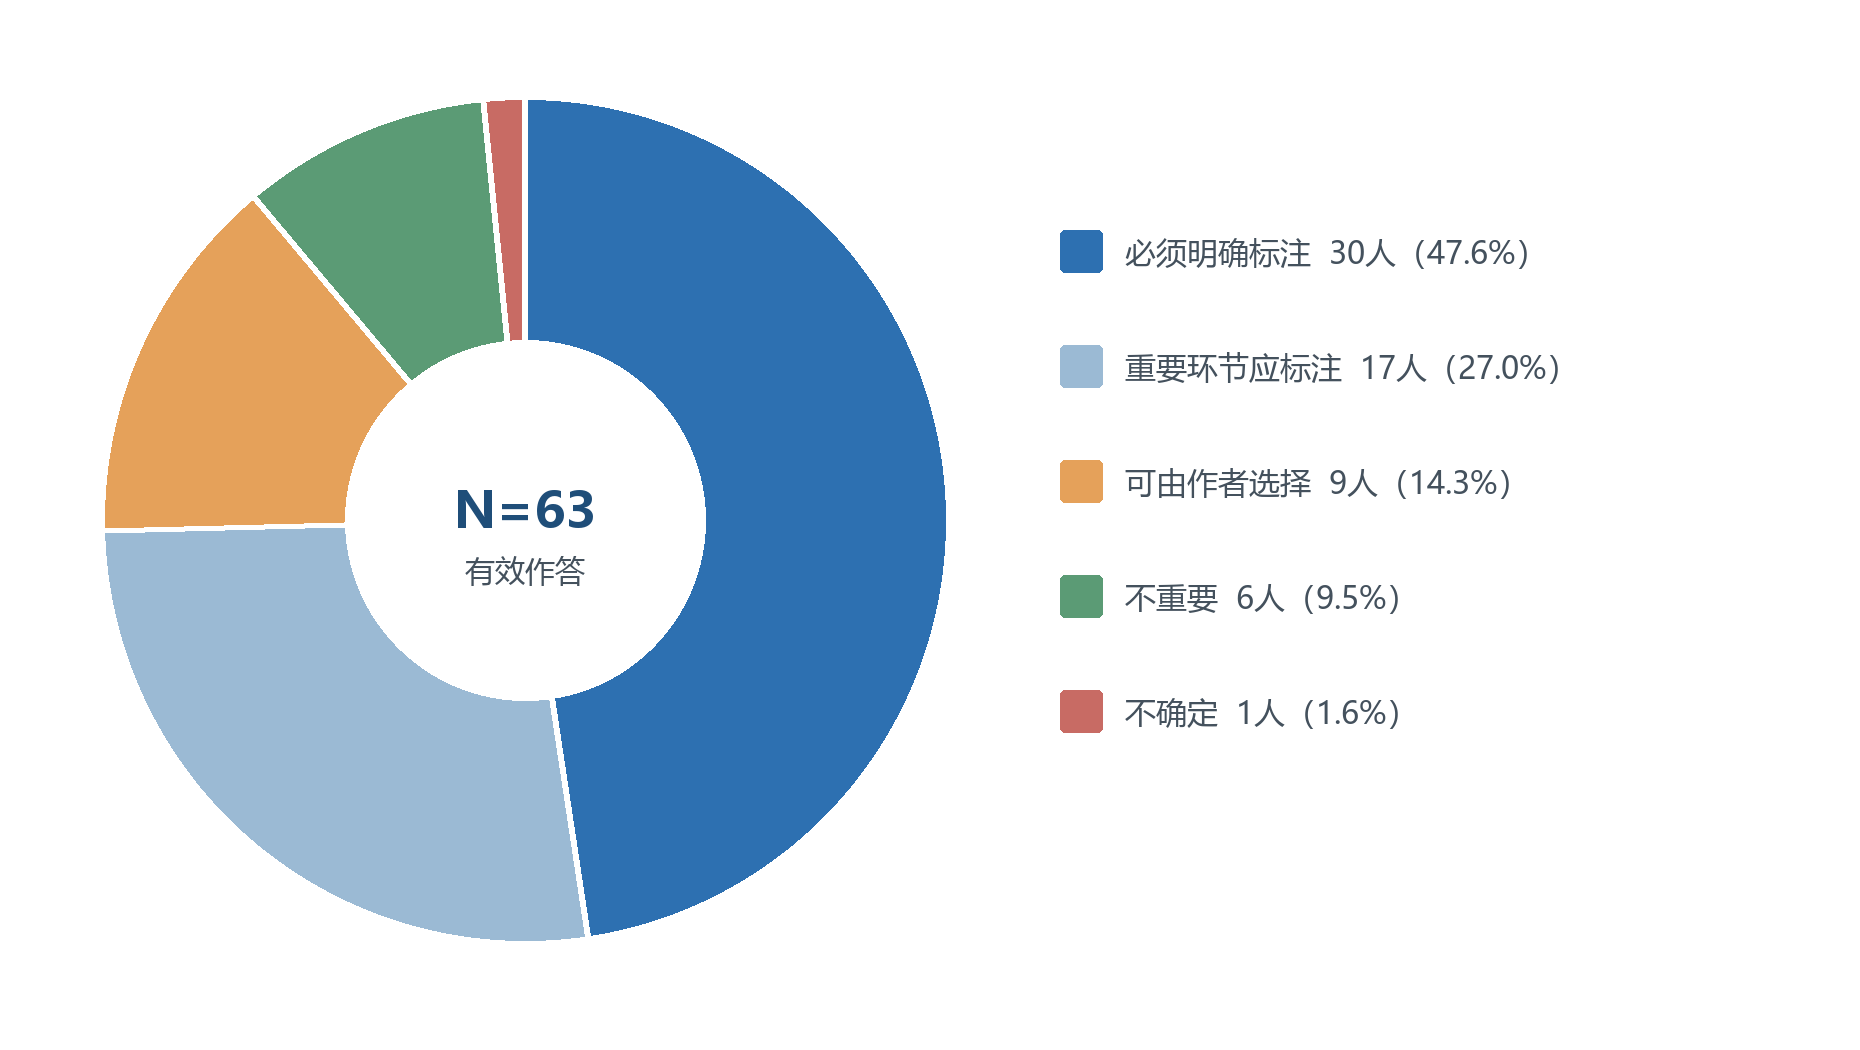 N=63
有效作答
必须明确标注 30人（47.6%）
重要环节应标注 17人（27.0%）
可由作者选择 9人（14.3%）
不重要 6人（9.5%）
不确定 1人（1.6%）